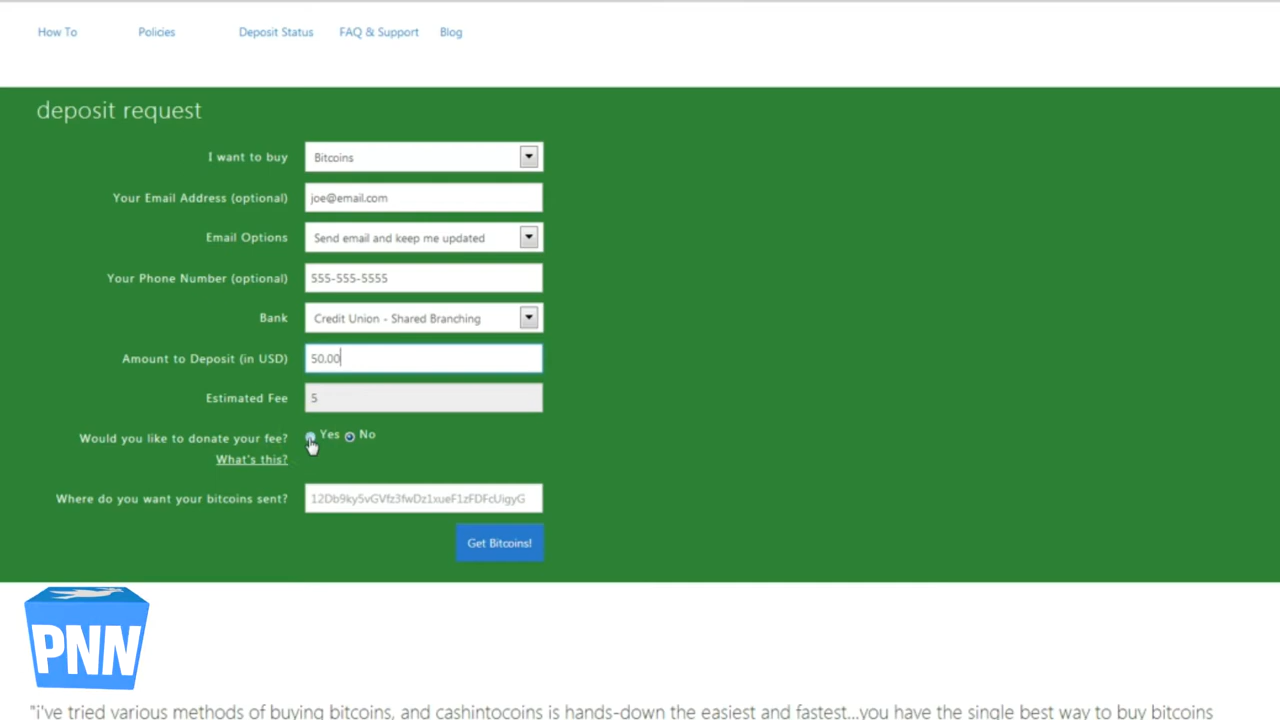 How To Policies Deposit Status FAQ & Support Blog
deposit request
I want to buy Bitcoins
Your Email Address (optional) joe@email.com
Email Options Send email and keep me updated
Your Phone Number (optional) 555-555-5555
Bank Credit Union - Shared Branching
Amount to Deposit (in USD) 50.00
Estimated Fee 5
Would you like to donate your fee? Yes No
What's this?
Where do you want your bitcoins sent? 12Db9ky5vGVfz3fwDz1xueF1zFDFcUigyG
Get Bitcoins!
PNN
"i've tried various methods of buying bitcoins, and cashintocoins is hands-down the easiest and fastest...you have the single best way to buy bitcoins